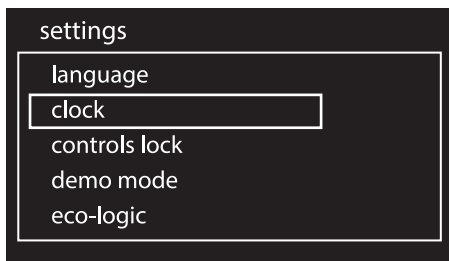 settings
language
clock
controls lock
demo mode
eco-logic